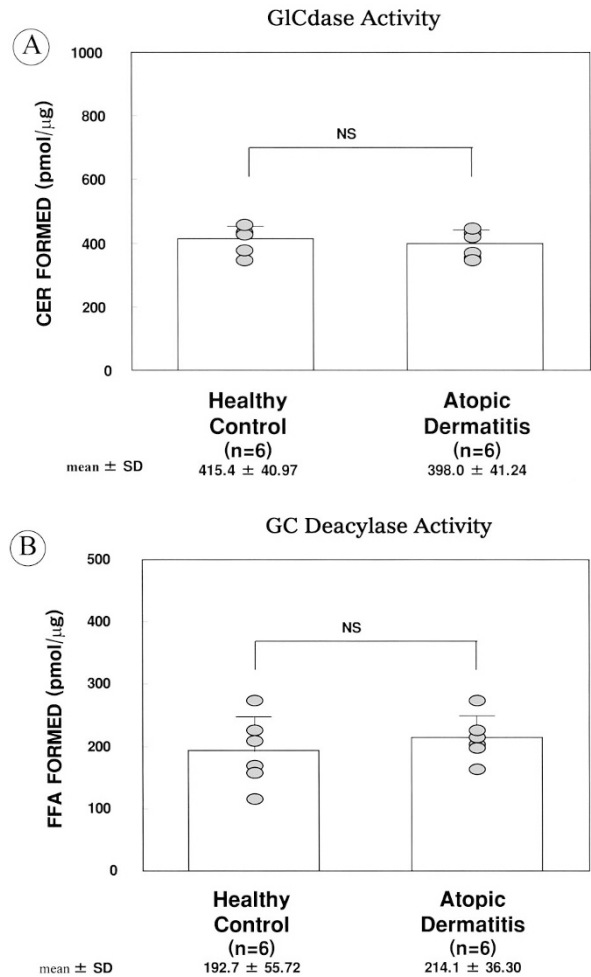 GlCdase Activity
A
CER FORMED (pmol/µg)
1000
800
600
400
200
0
NS
Healthy Control (n=6)
Atopic Dermatitis (n=6)
mean ± SD 415.4 ± 40.97 398.0 ± 41.24
GC Deacylase Activity
B
FFA FORMED (pmol/µg)
500
400
300
200
100
0
NS
Healthy Control (n=6)
Atopic Dermatitis (n=6)
mean ± SD 192.7 ± 55.72 214.1 ± 36.30